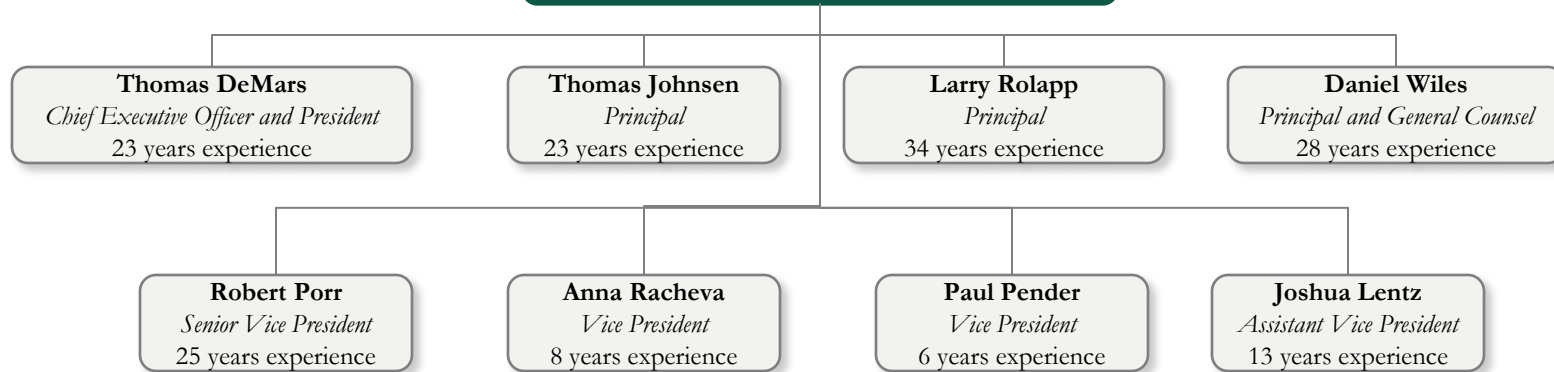 Thomas DeMars
Chief Executive Officer and President
23 years experience
Thomas Johnsen
Principal
23 years experience
Larry Rolapp
Principal
34 years experience
Daniel Wiles
Principal and General Counsel
28 years experience
Robert Porr
Senior Vice President
25 years experience
Anna Racheva
Vice President
8 years experience
Paul Pender
Vice President
6 years experience
Joshua Lentz
Assistant Vice President
13 years experience